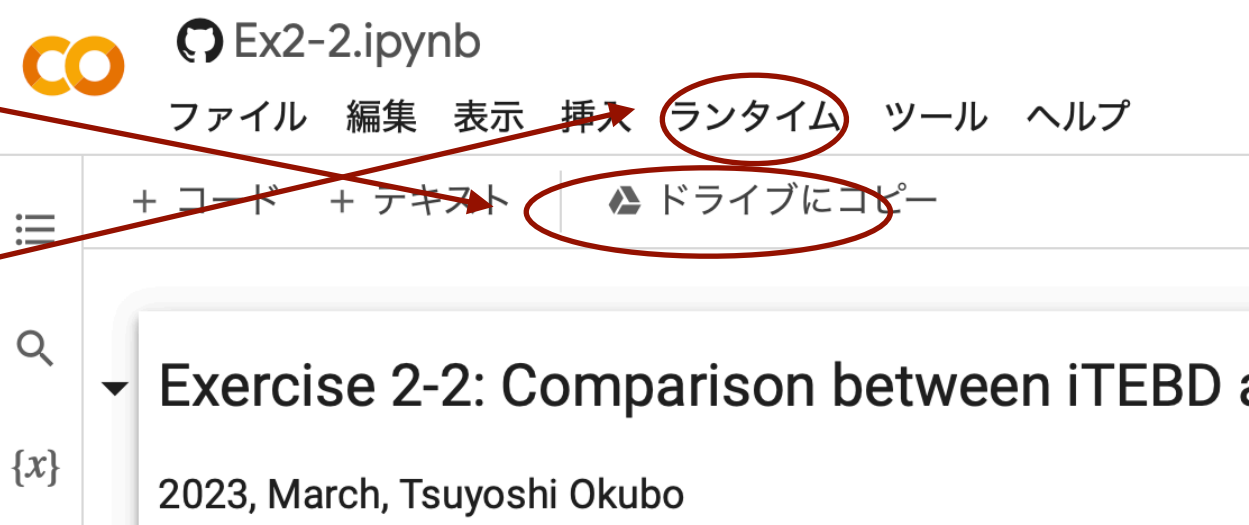 Ex2-2.ipynb
ファイル 編集 表示 挿入 ランタイム ツール ヘルプ
+ コード + テキスト ドライブにコピー
Exercise 2-2: Comparison between iTEBD
{x}
2023, March, Tsuyoshi Okubo